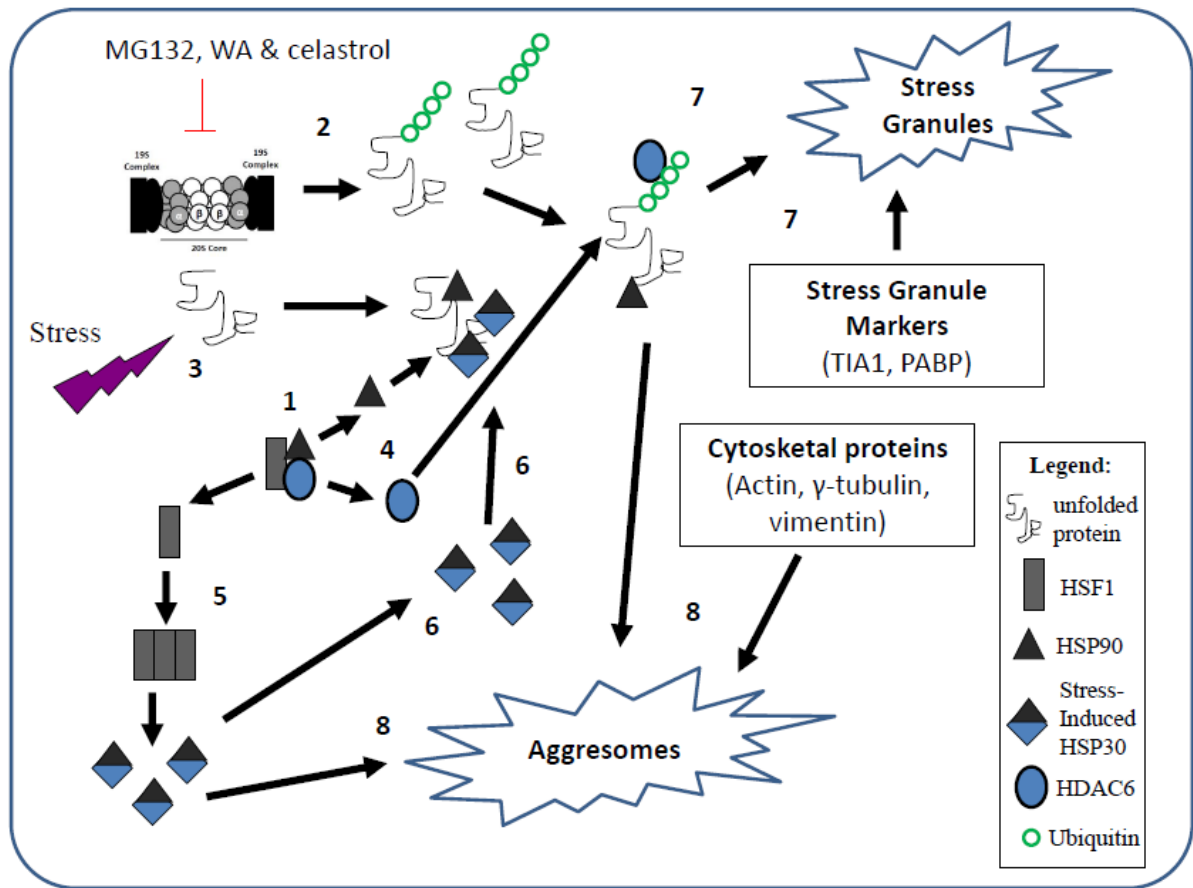 MG132, WA & celastrol
2
7
Stress
Granules
19S
Complex
19S
Complex
α β β α
20S Core
7
Stress Granule
Markers
(TIA1, PABP)
Stress
3
1
4
6
Cytosketal proteins
(Actin, γ-tubulin,
vimentin)
5
6
8
8
Aggresomes
Legend:
unfolded
protein
HSF1
HSP90
Stress-
Induced
HSP30
HDAC6
Ubiquitin